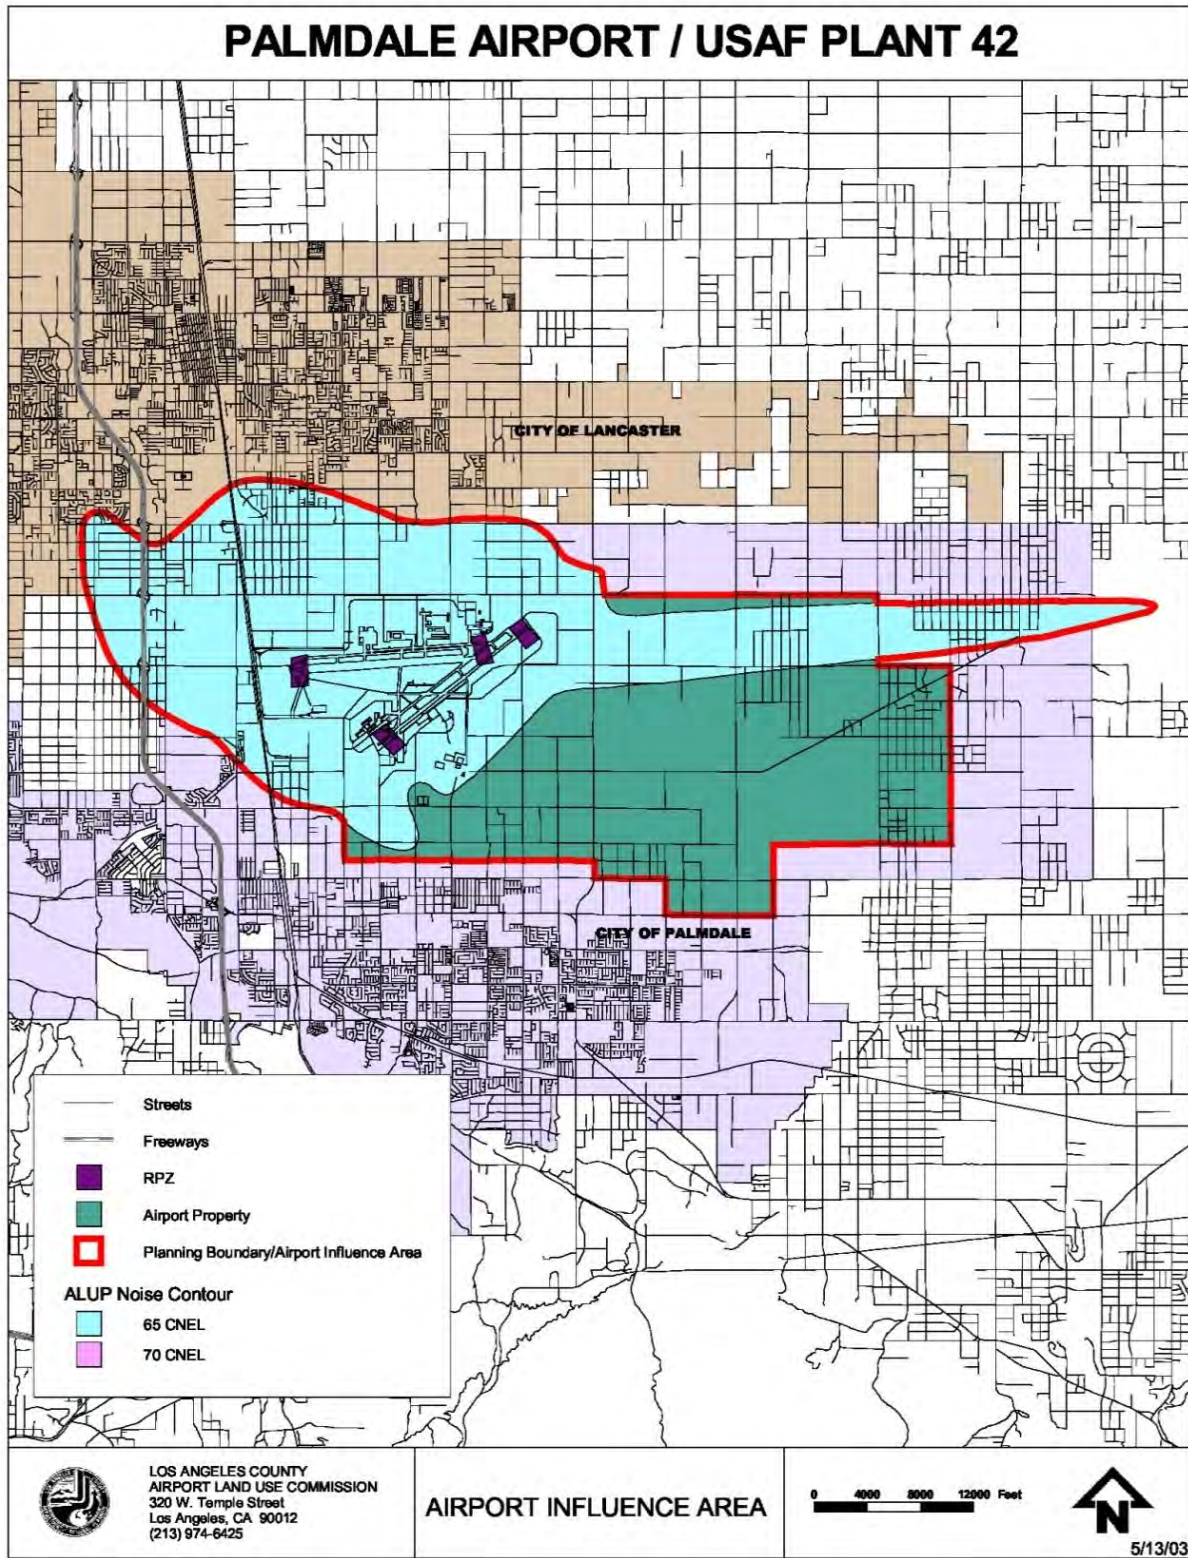 PALMDALE AIRPORT / USAF PLANT 42
CITY OF LANCASTER
CITY OF PALMDALE
Streets
Freeways
RPZ
Airport Property
Planning Boundary/Airport Influence Area
ALUP Noise Contour
65 CNEL
70 CNEL
LOS ANGELES COUNTY
AIRPORT LAND USE COMMISSION
320 W. Temple Street
Los Angeles, CA 90012
(213) 974-6425
AIRPORT INFLUENCE AREA
0 4000 8000 12000 Feet
N
5/13/03